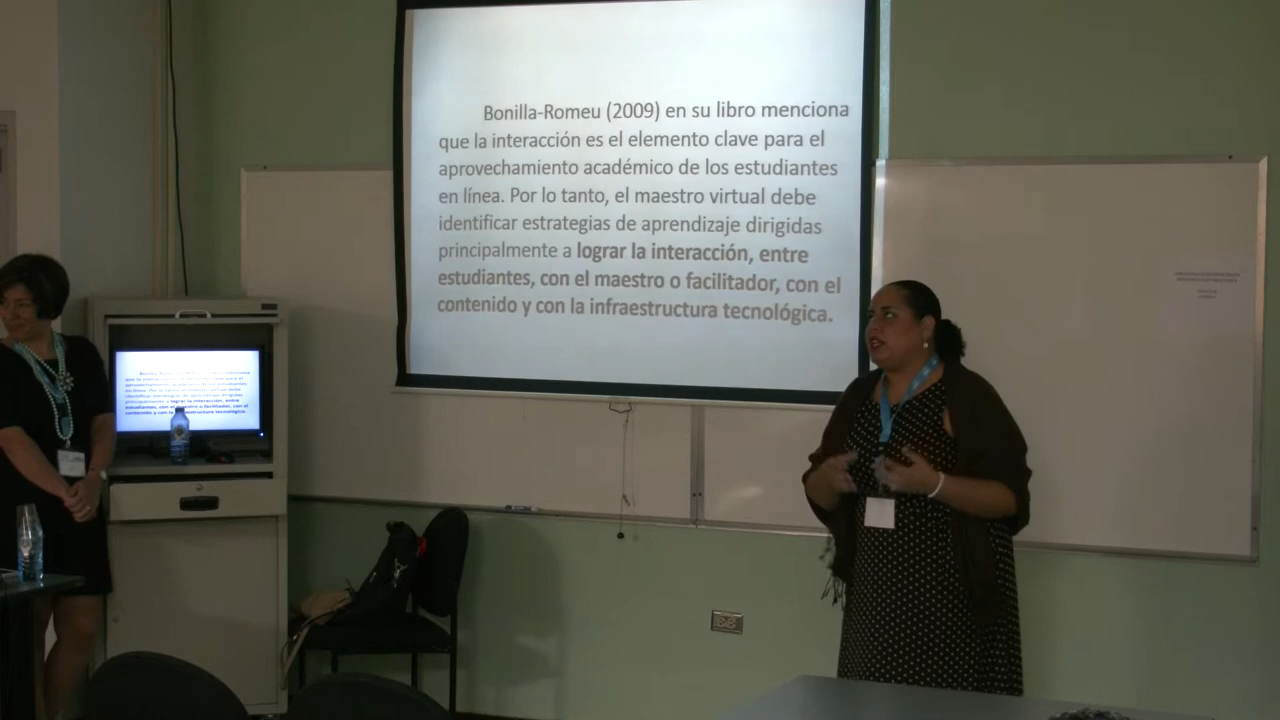 Bonilla-Romeu (2009) en su libro menciona
que la interacción es el elemento clave para el
aprovechamiento académico de los estudiantes
en línea. Por lo tanto, el maestro virtual debe
identificar estrategias de aprendizaje dirigidas
principalmente a lograr la interacción, entre
estudiantes, con el maestro o facilitador, con el
contenido y con la infraestructura tecnológica.